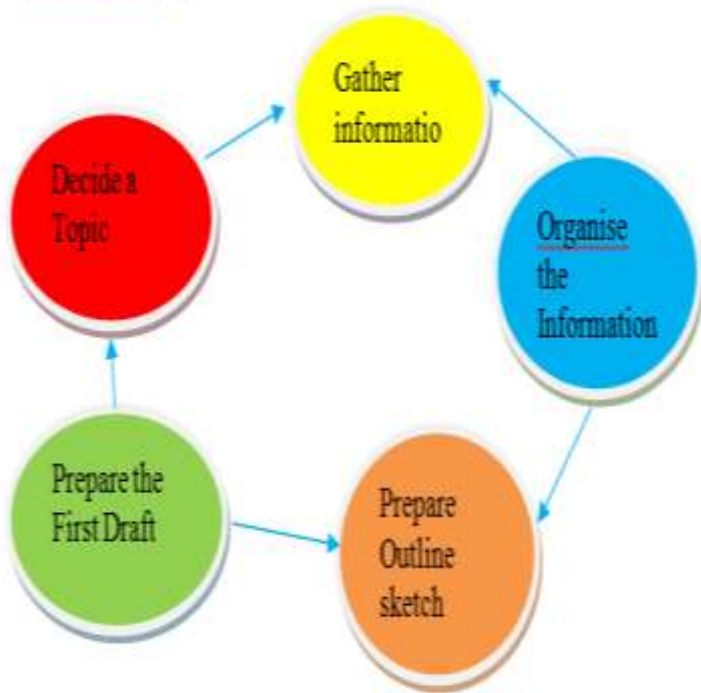 Gather
informatio
Decide a
Topic
Organise
the
Information
Prepare the
First Draft
Prepare
Outline
sketch